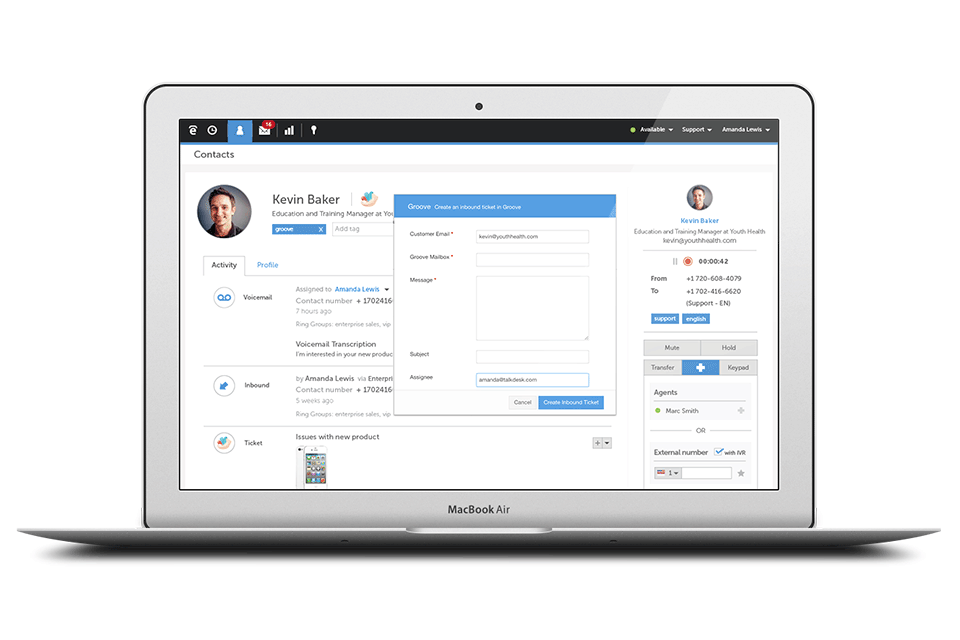 16
Available
Support
Amanda Lewis
Contacts
Kevin Baker
Education and Training Manager at You
groove X
Add tag
Activity
Profile
Voicemail
Assigned to Amanda Lewis
Contact number + 1702416
7 hours ago
Ring Groups: enterprise sales, vip
Voicemail Transcription
I'm interested in your new produc
Inbound
by Amanda Lewis via Enterpri
Contact number + 1702416
5 weeks ago
Ring Groups: enterprise sales, vip
Ticket
Issues with new product
Groove Create an inbound ticket in Groove
Customer Email *
kevin@youthhealth.com
Groove Mailbox *
Message *
Subject
Assignee
amanda@talkdesk.com
Cancel
Create Inbound Ticket
Kevin Baker
Education and Training Manager at Youth Health
kevin@youthhealth.com
00:00:42
From +1 720-608-4079
To +1 702-416-6620
(Support - EN)
support english
Mute Hold
Transfer Keypad
Agents
Marc Smith
OR
External number with IVR
1
MacBook Air